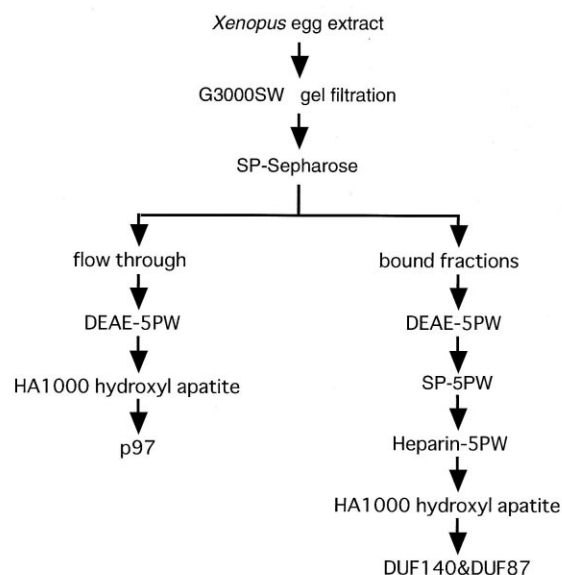 Xenopus egg extract
G3000SW gel filtration
SP-Sepharose
flow through
bound fractions
DEAE-5PW
DEAE-5PW
HA1000 hydroxyl apatite
SP-5PW
p97
Heparin-5PW
HA1000 hydroxyl apatite
DUF140&DUF87